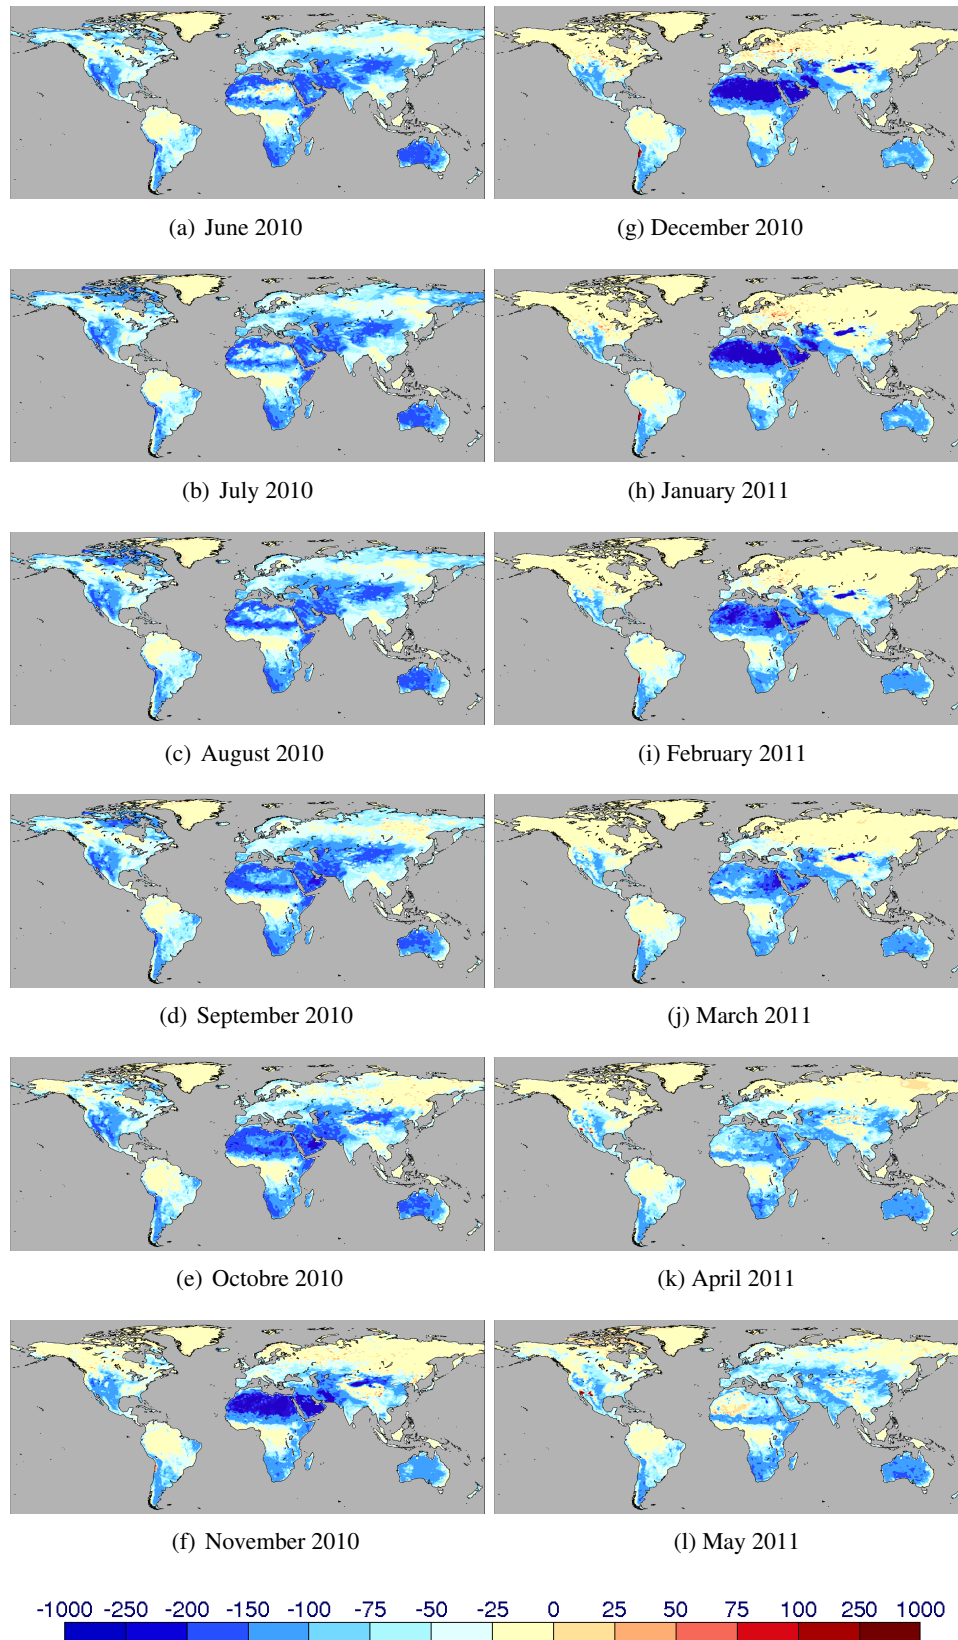 (a) June 2010
(g) December 2010
(b) July 2010
(h) January 2011
(c) August 2010
(i) February 2011
(d) September 2010
(j) March 2011
(e) Octobre 2010
(k) April 2011
(f) November 2010
(l) May 2011
-1000 -250 -200 -150 -100 -75 -50 -25 0 25 50 75 100 250 1000